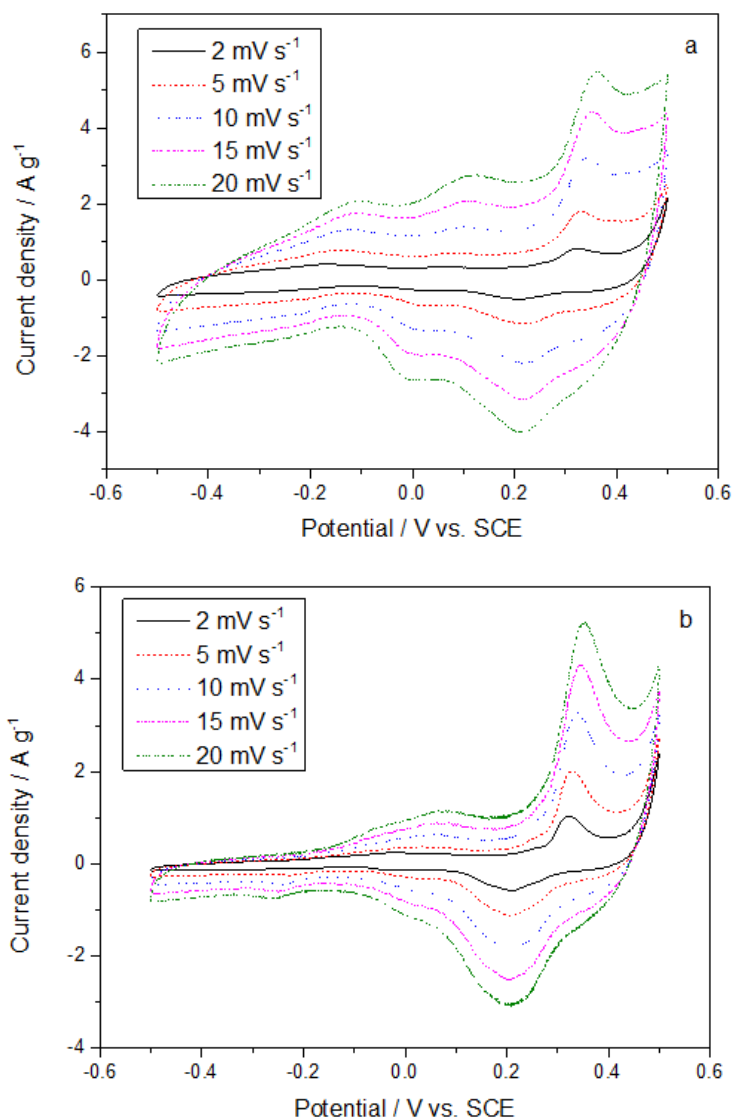 a
2 mV s⁻¹
5 mV s⁻¹
10 mV s⁻¹
15 mV s⁻¹
20 mV s⁻¹
Current density / A g⁻¹
6
4
2
0
-2
-4
-0.6 -0.4 -0.2 0.0 0.2 0.4 0.6
Potential / V vs. SCE
b
2 mV s⁻¹
5 mV s⁻¹
10 mV s⁻¹
15 mV s⁻¹
20 mV s⁻¹
Current density / A g⁻¹
6
4
2
0
-2
-4
-0.6 -0.4 -0.2 0.0 0.2 0.4 0.6
Potential / V vs. SCE